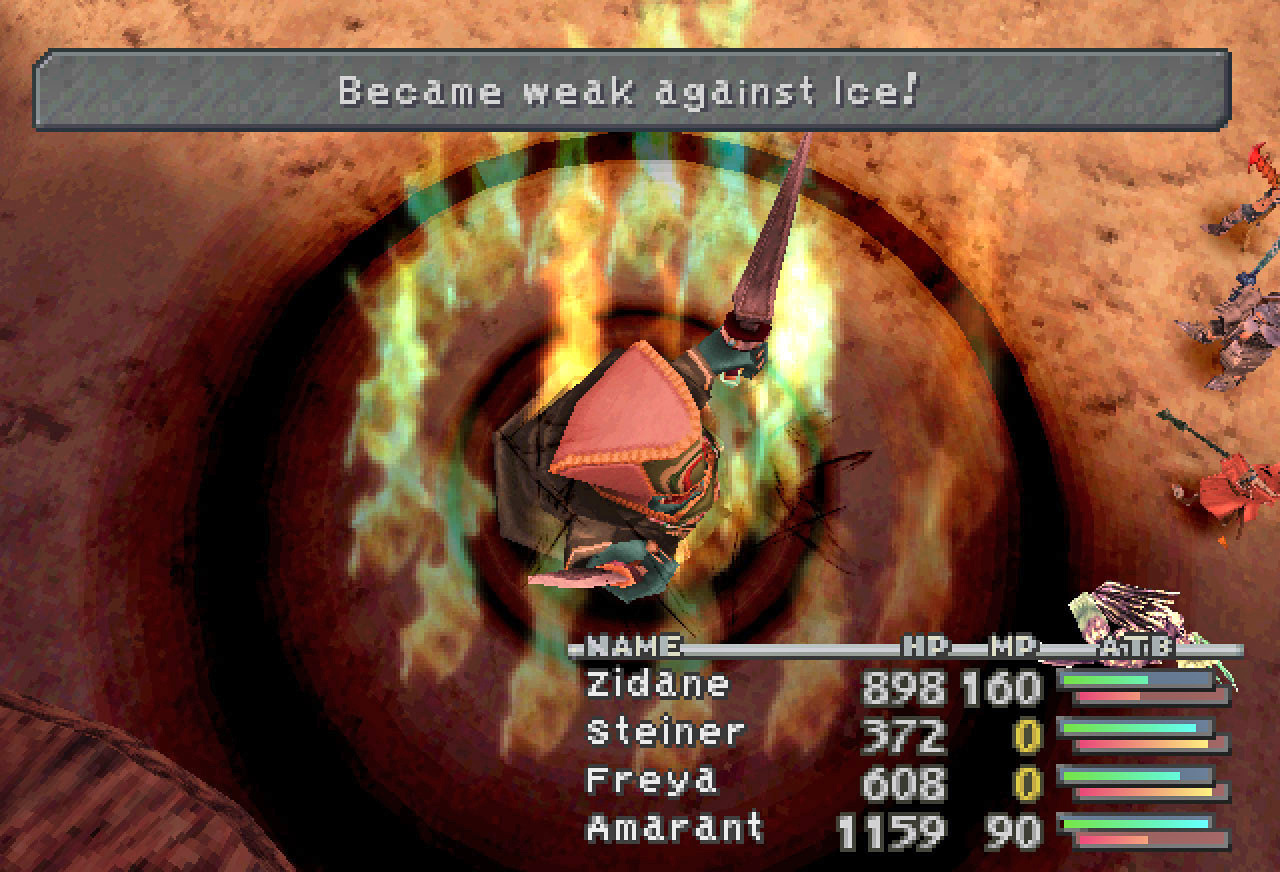 Became weak against Ice!
NAME HP MP ATB
Zidane 898 160
Steiner 372 0
Freya 608 0
Amarant 1159 90